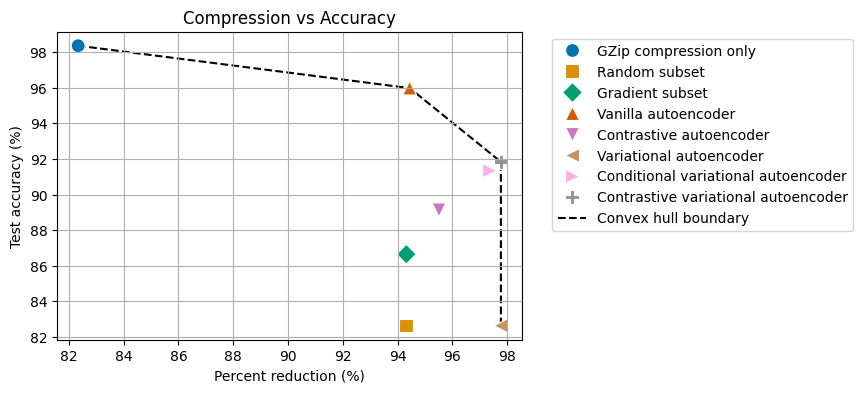 Compression vs Accuracy
98
96
94
92
90
88
86
84
82
Test accuracy (%)
82 84 86 88 90 92 94 96 98
Percent reduction (%)
GZip compression only
Random subset
Gradient subset
Vanilla autoencoder
Contrastive autoencoder
Variational autoencoder
Conditional variational autoencoder
Contrastive variational autoencoder
Convex hull boundary